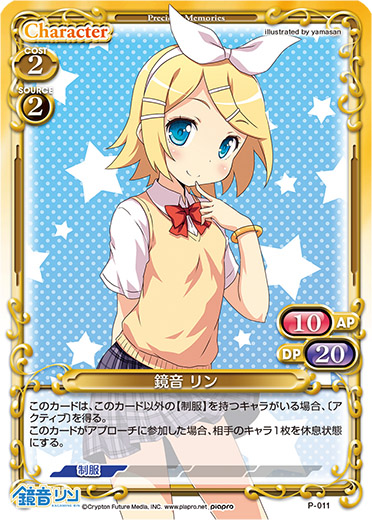 Precious Memories
Character
illustrated by yamasan
COST
2
SOURCE
2
10 AP
DP 20
鏡音 リン
このカードは、このカード以外の【制服】を持つキャラがいる場合、〔ア
クティブ〕を得る。
このカードがアプローチに参加した場合、相手のキャラ1枚を休息状態
にする。
制服
鏡音リン
KAGAMINE RIN
©Crypton Future Media, INC. www.piapro.net piapro
P-011